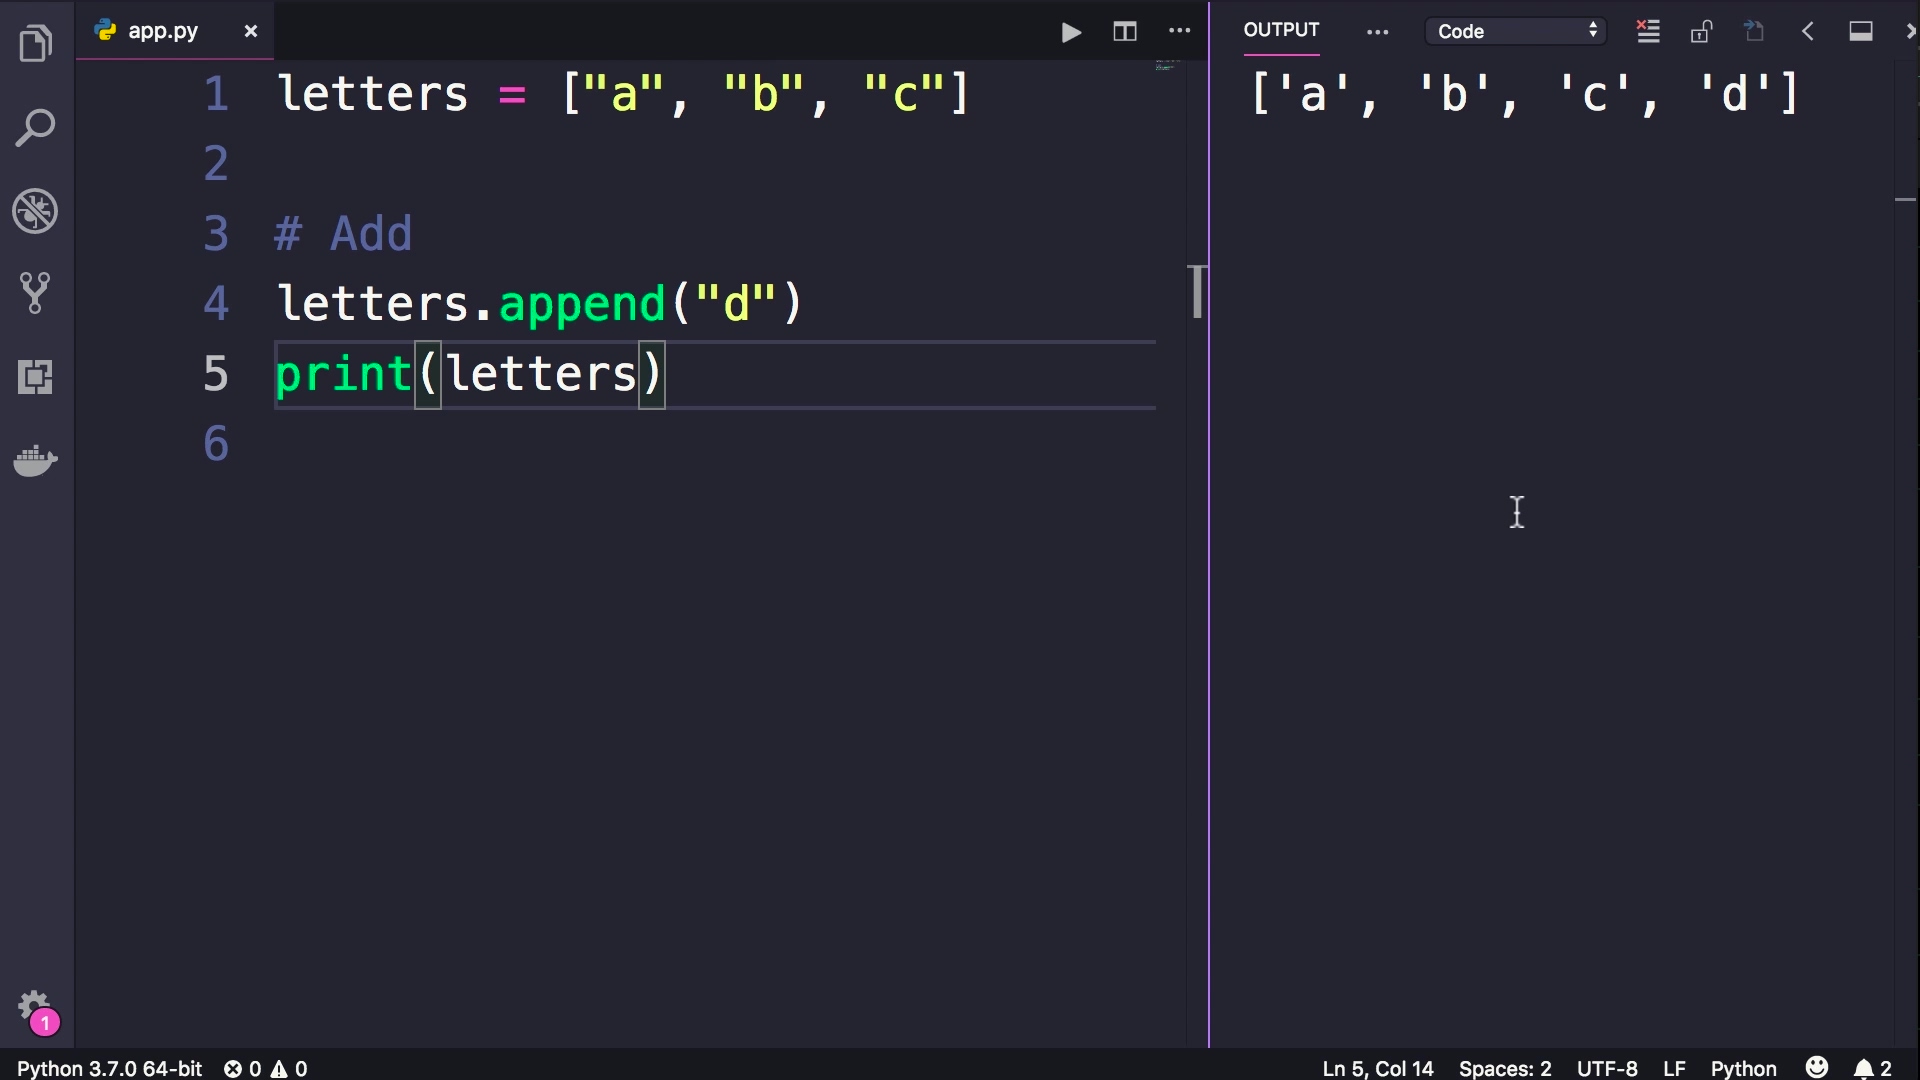 app.py
OUTPUT
Code
1 letters = ["a", "b", "c"]
2
3 # Add
4 letters.append("d")
5 print(letters)
6
['a', 'b', 'c', 'd']
1
Python 3.7.0 64-bit 0 0
Ln 5, Col 14 Spaces: 2 UTF-8 LF Python 2